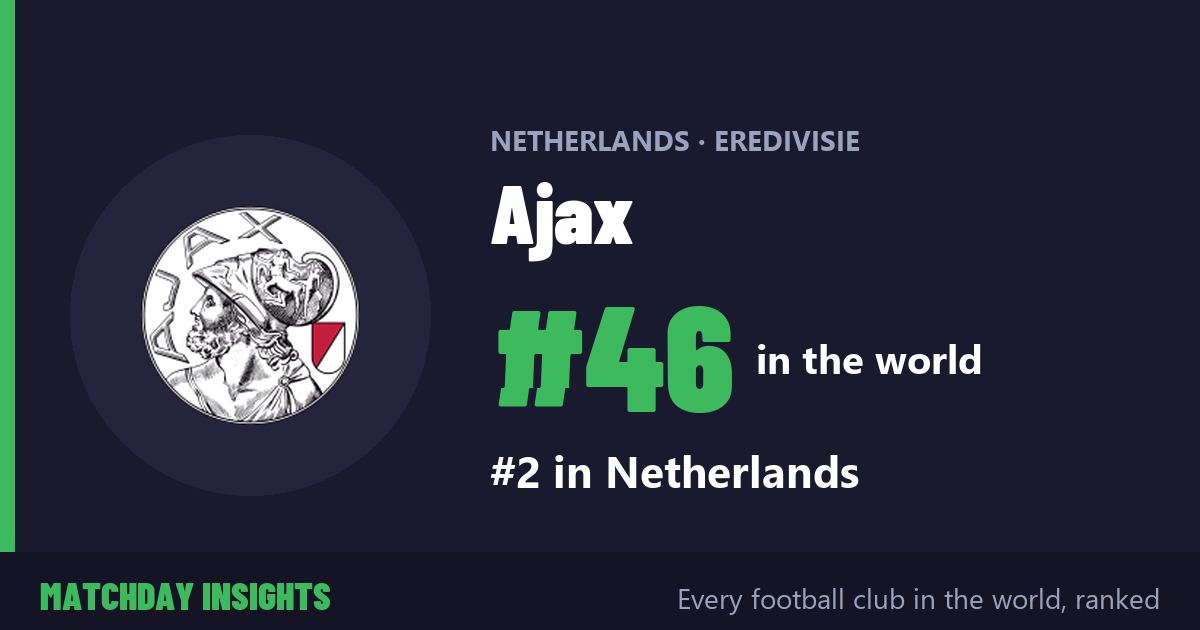 NETHERLANDS · EREDIVISIE
Ajax
AJAX
#46 in the world
#2 in Netherlands
MATCHDAY INSIGHTS
Every football club in the world, ranked